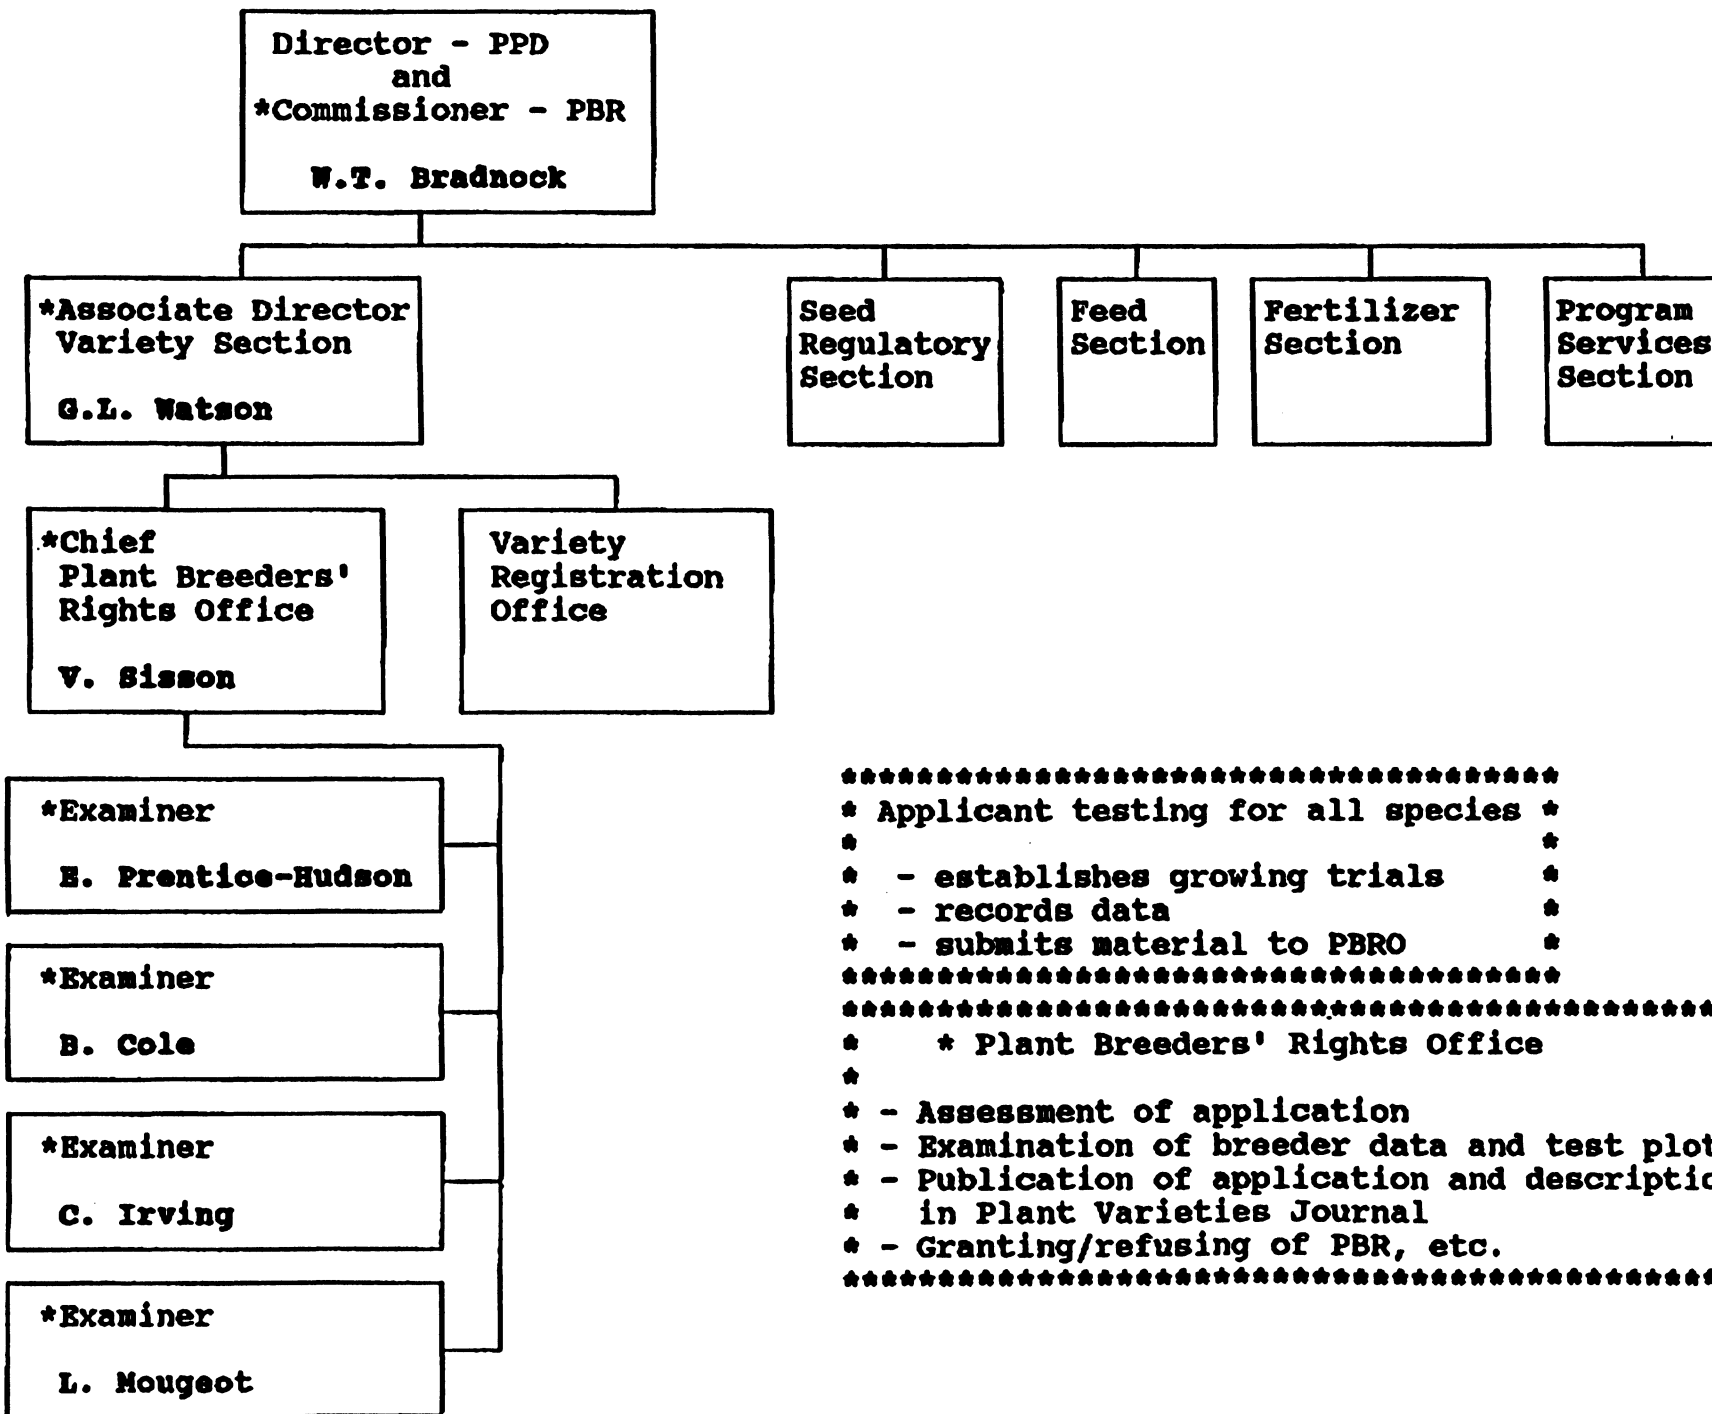 Director - PPD
and
*Commissioner - PBR
W.T. Bradnock
*Associate Director
Variety Section
G.L. Watson
Seed
Regulatory
Section
Feed
Section
Fertilizer
Section
Program
Services
Section
*Chief
Plant Breeders'
Rights Office
V. Sisson
Variety
Registration
Office
*Examiner
E. Prentice-Hudson
*Examiner
B. Cole
*Examiner
C. Irving
*Examiner
L. Mougeot
*************************************
* Applicant testing for all species *
* *
* - establishes growing trials *
* - records data *
* - submits material to PBRO *
*************************************
*********************************************
* * Plant Breeders' Rights Office
*
* - Assessment of application
* - Examination of breeder data and test plot
* - Publication of application and descriptio
* in Plant Varieties Journal
* - Granting/refusing of PBR, etc.
*********************************************